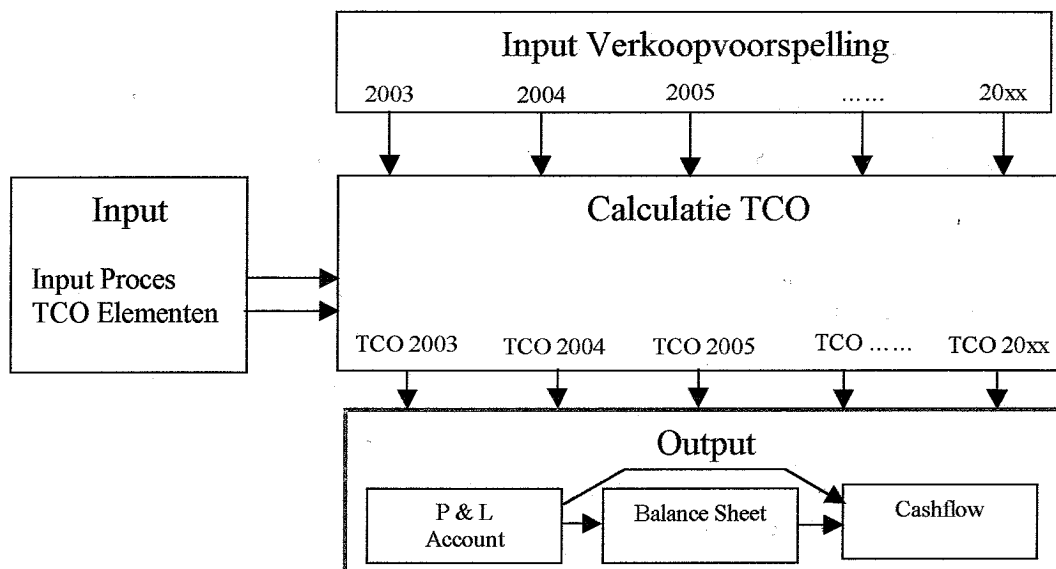 Input Verkoopvoorspelling
2003 2004 2005 ...... 20xx
Input
Input Proces
TCO Elementen
Calculatie TCO
TCO 2003 TCO 2004 TCO 2005 TCO ...... TCO 20xx
Output
P & L
Account
Balance Sheet
Cashflow